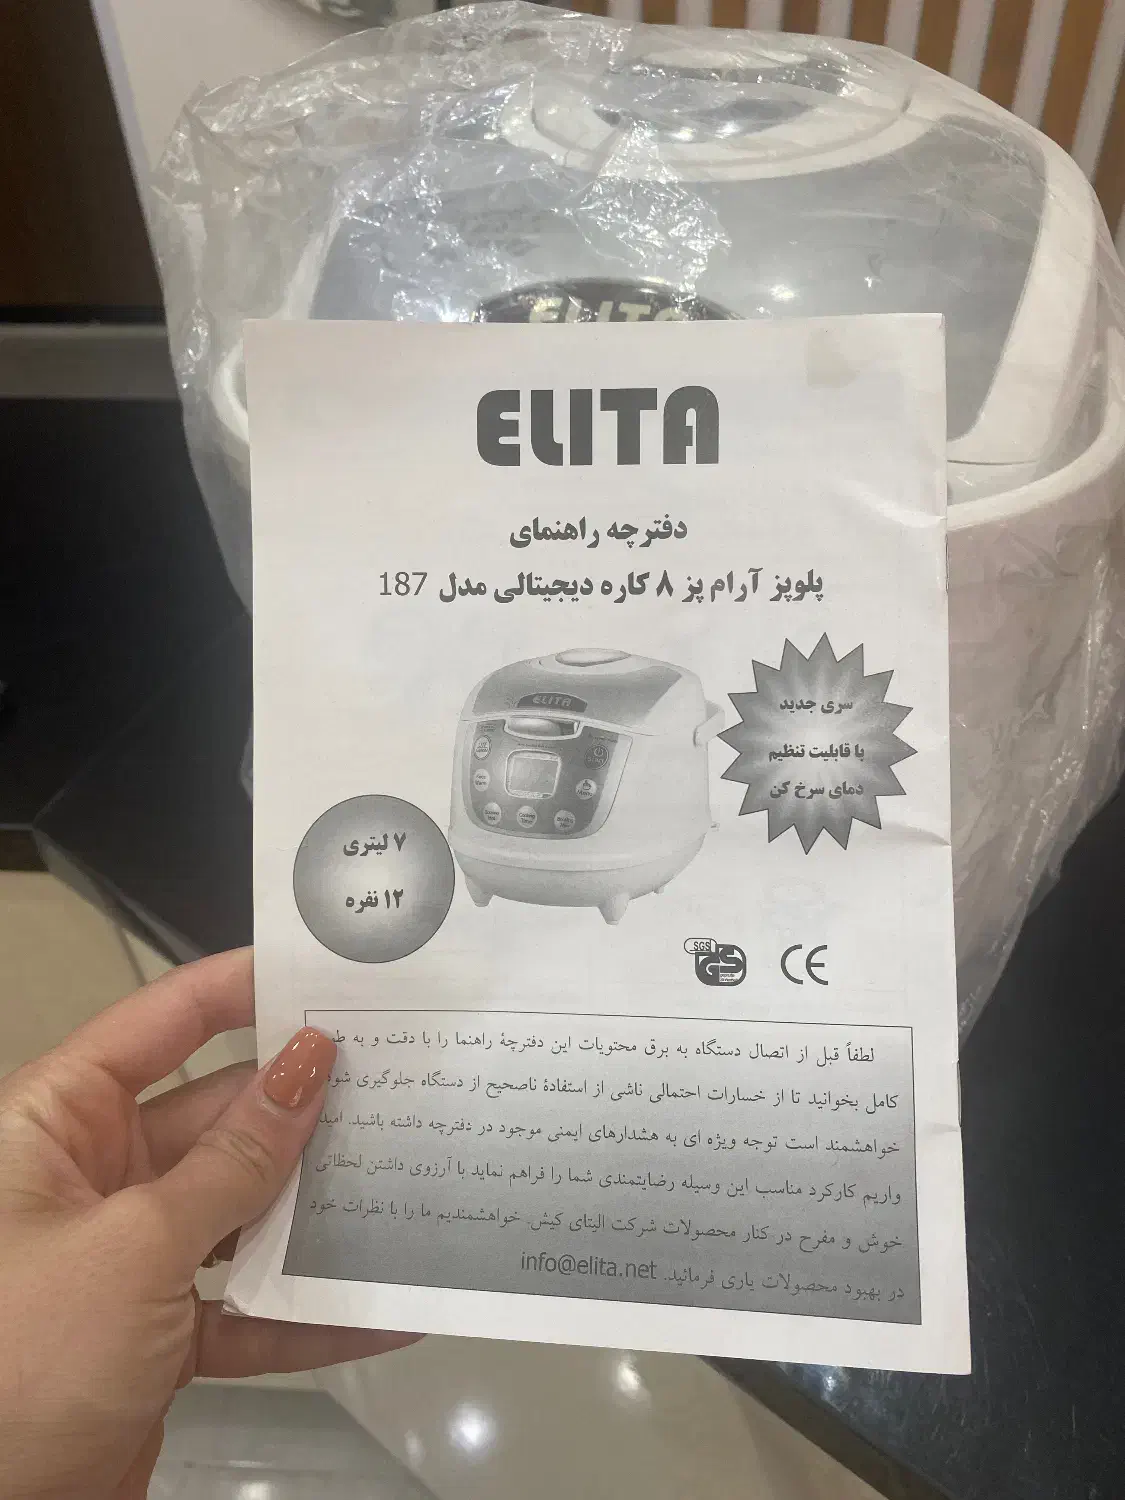 ELITA
ELITA
دفترچه راهنمای
پلوپز آرام پز ۸ کاره دیجیتالی مدل 187
ELITA
سری جدید
با قابلیت تنظیم
دمای سرخ کن
۷ لیتری
۱۲ نفره
SGS
GS
CE
لطفاً قبل از اتصال دستگاه به برق محتویات این دفترچهٔ راهنما را با دقت و به
کامل بخوانید تا از خسارات احتمالی ناشی از استفادهٔ ناصحیح از دستگاه جلوگیری شود
خواهشمند است توجه ویژه ای به هشدارهای ایمنی موجود در دفترچه داشته باشید. امید
واریم کارکرد مناسب این وسیله رضایتمندی شما را فراهم نماید با آرزوی داشتن لحظاتی
خوش و مفرح در کنار محصولات شرکت الیتای کیش. خواهشمندیم ما را با نظرات خود
در بهبود محصولات یاری فرمائید. info@elita.net